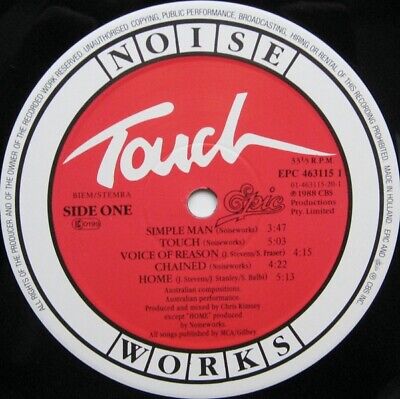 NOISE
Touch
33⅓ R.P.M.
EPC 463115 1
01-463115-20-1
℗1988 CBS
Productions
Pty. Limited
Epic
BIEM/STEMRA
SIDE ONE
SIMPLE MAN (Noiseworks) 3:47
TOUCH (Noiseworks) 5:03
VOICE OF REASON (J. Stevens/S. Fraser) 4:15
CHAINED (Noiseworks) 4:22
HOME (J. Stevens/J. Stanley/S. Balbi) 5:13
Australian compositions.
Australian performance.
Produced and mixed by Chris Kimsey
except "HOME" produced
by Noiseworks.
All songs published by MCA/Gilbey
WORKS
ALL RIGHTS OF THE PRODUCER AND OF THE OWNER OF THE RECORDED WORK RESERVED. UNAUTHORISED COPYING, PUBLIC PERFORMANCE, BROADCASTING, HIRING OR RENTAL OF THIS RECORD PROHIBITED. MADE IN HOLLAND. EPIC AND
CBS INC.